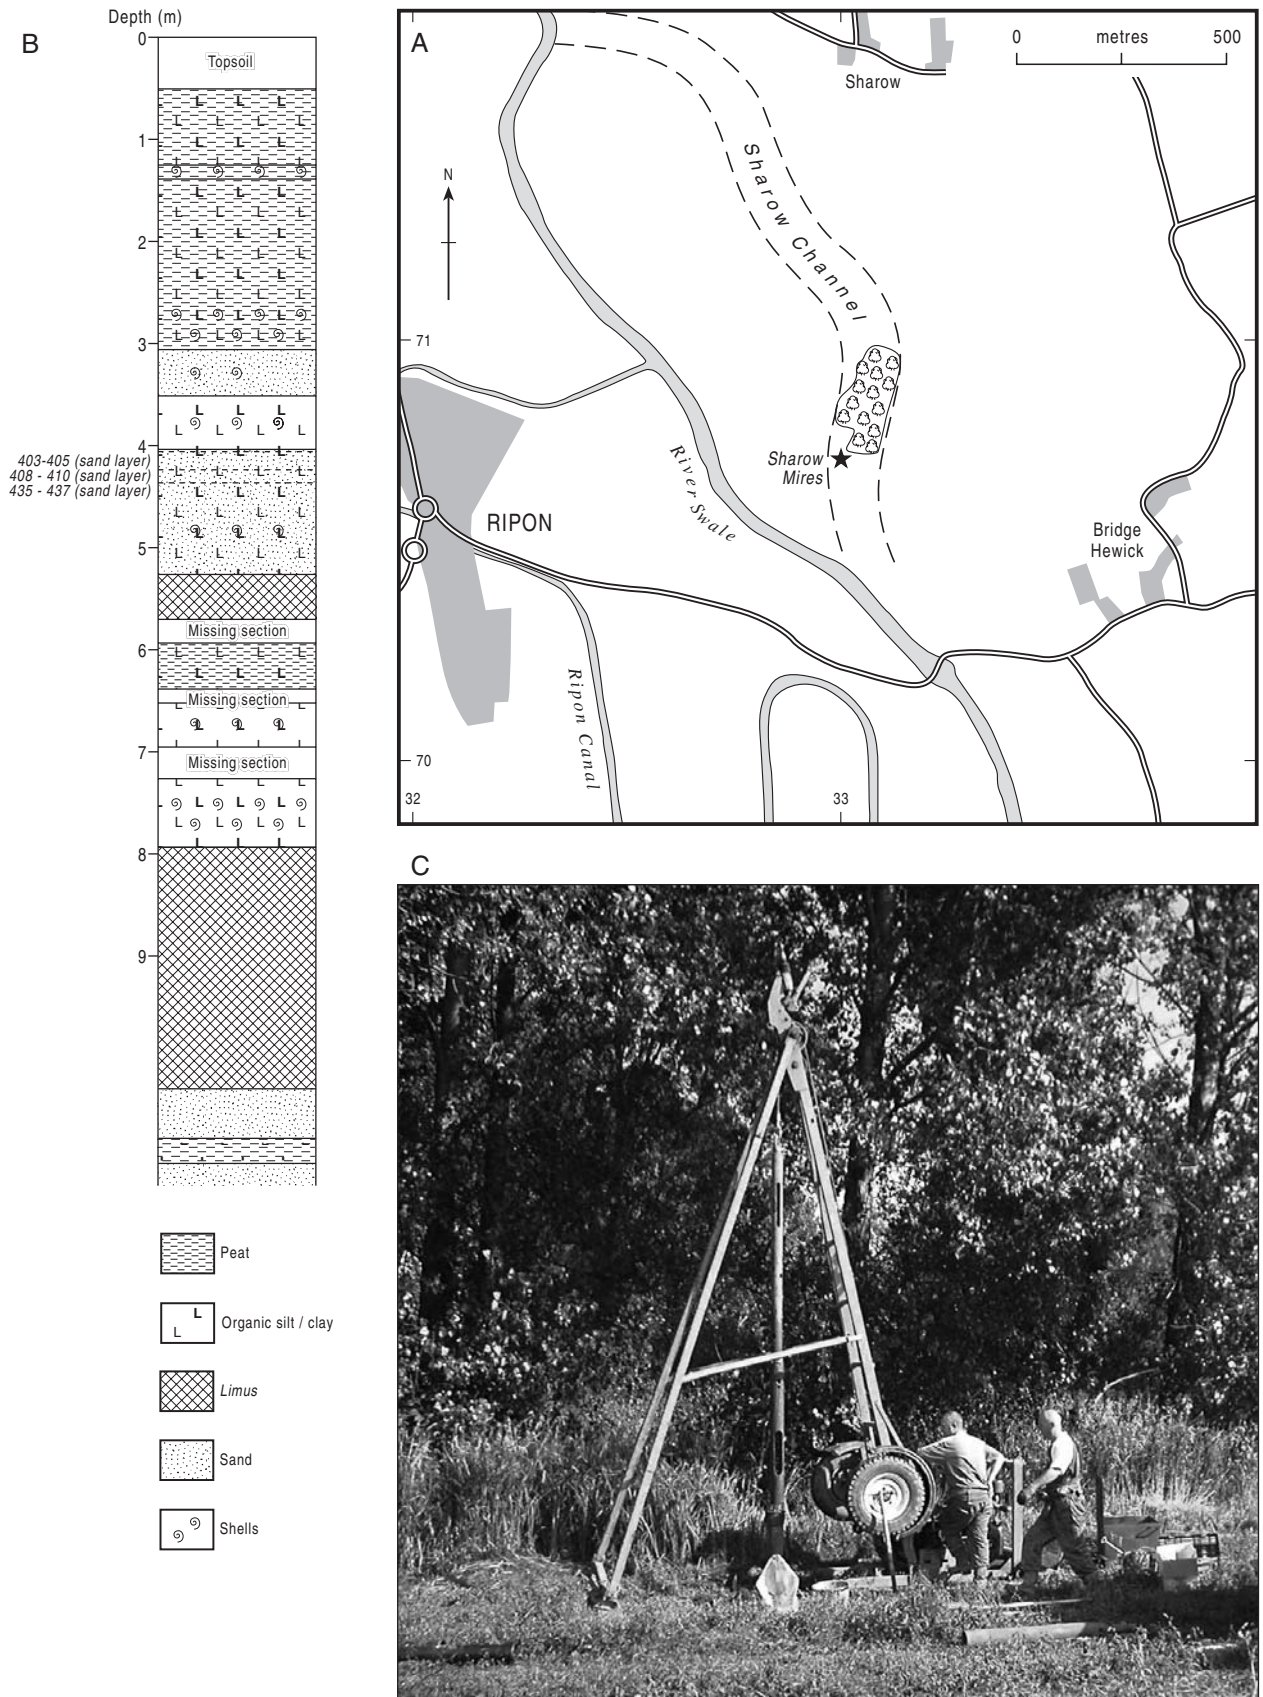 B
Depth (m)
0
Topsoil
1
2
3
4
403-405 (sand layer)
408 - 410 (sand layer)
435 - 437 (sand layer)
5
Missing section
6
Missing section
7
Missing section
8
9
Peat
L
L
Organic silt / clay
Limus
Sand
Shells
A
Sharow
0 metres 500
N
Sharow Channel
71
Sharow
Mires
River Swale
RIPON
Bridge
Hewick
Ripon Canal
70
32
33
C